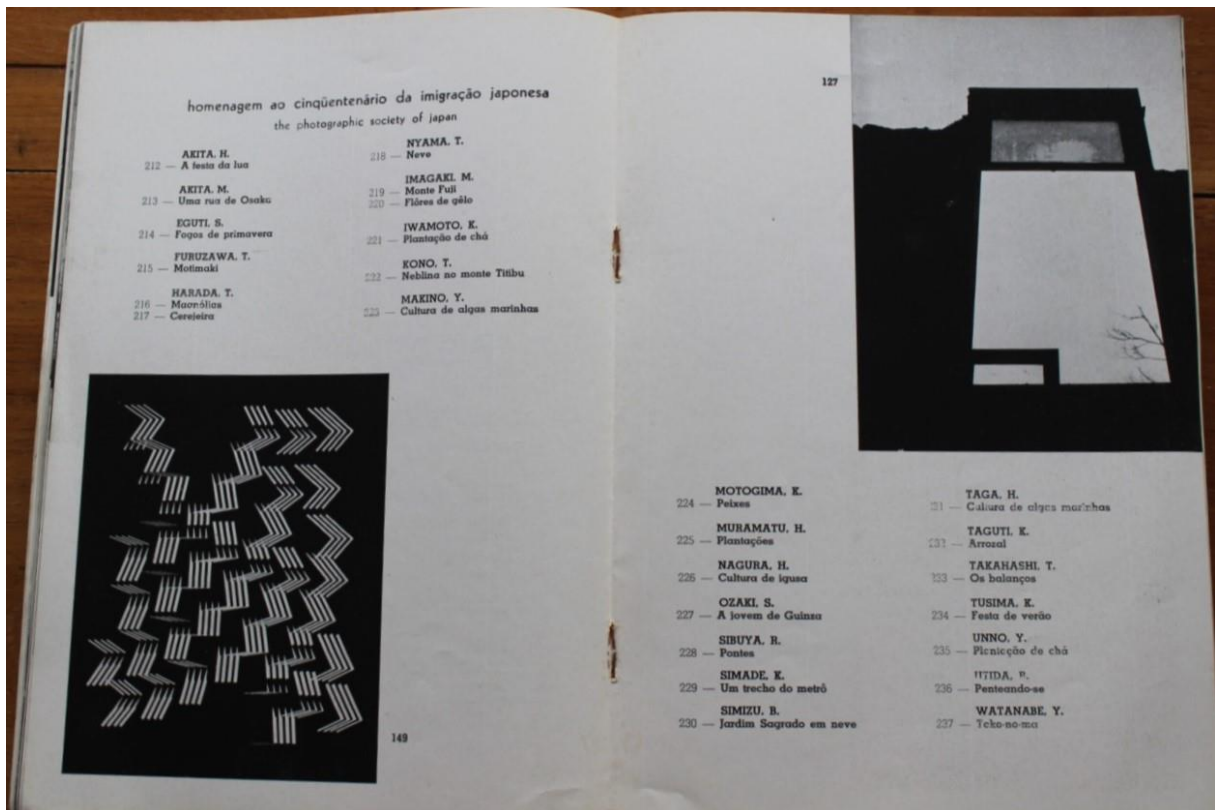 homenagem ao cinqüentenário da imigração japonesa
the photographic society of japan
AKITA, H.
212 — A festa da lua
AKITA, M.
213 — Uma rua de Osaka
EGUTI, S.
214 — Fogos de primavera
FURUZAWA, T.
215 — Motimaki
HARADA, T.
216 — Magnólias
217 — Cerejeira
NYAMA, T.
218 — Neve
IMAGAKI, M.
219 — Monte Fuji
220 — Flôres de gêlo
IWAMOTO, K.
221 — Plantação de chá
KONO, T.
222 — Neblina no monte Titibu
MAKINO, Y.
223 — Cultura de algas marinhas
149
127
MOTOGIMA, K.
224 — Peixes
MURAMATU, H.
225 — Plantações
NAGURA, H.
226 — Cultura de igusa
OZAKI, S.
227 — A jovem de Guinza
SIBUYA, R.
228 — Pontes
SIMADE, K.
229 — Um trecho do metrô
SIMIZU, B.
230 — Jardim Sagrado em neve
TAGA, H.
231 — Cultura de algas marinhas
TAGUTI, K.
232 — Arrozal
TAKAHASHI, T.
233 — Os balanços
TUSIMA, K.
234 — Festa de verão
UNNO, Y.
235 — de chá
236 — Penteando-se
WATANABE, Y.
237 —